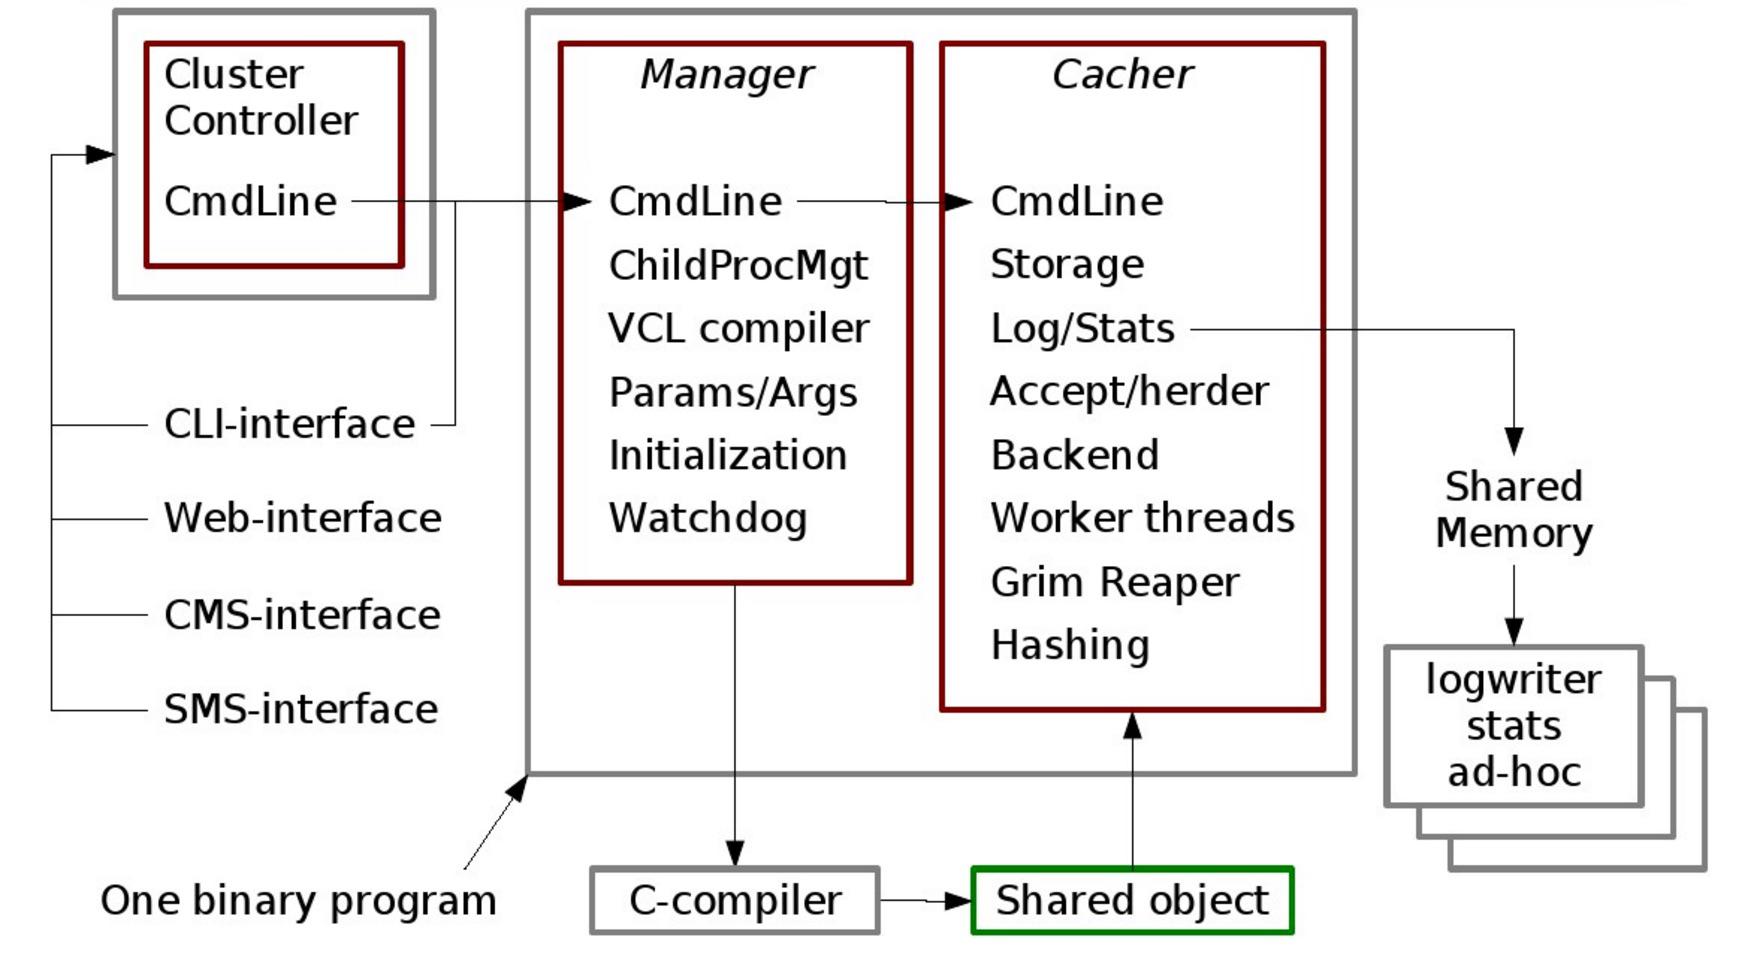 Cluster
Controller
CmdLine
CLI-interface
Web-interface
CMS-interface
SMS-interface
One binary program
Manager
CmdLine
ChildProcMgt
VCL compiler
Params/Args
Initialization
Watchdog
Cacher
CmdLine
Storage
Log/Stats
Accept/herder
Backend
Worker threads
Grim Reaper
Hashing
C-compiler
Shared object
Shared
Memory
logwriter
stats
ad-hoc